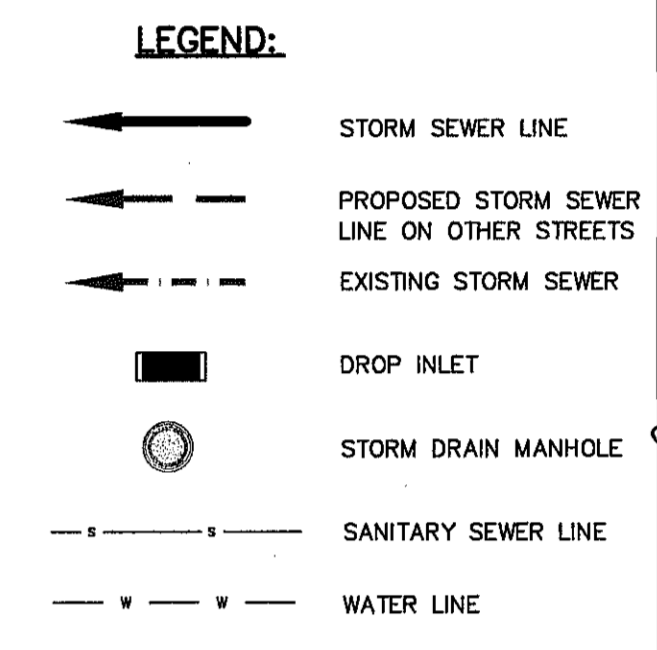 LEGEND:
STORM SEWER LINE
PROPOSED STORM SEWER
LINE ON OTHER STREETS
EXISTING STORM SEWER
DROP INLET
STORM DRAIN MANHOLE
S S SANITARY SEWER LINE
W W WATER LINE